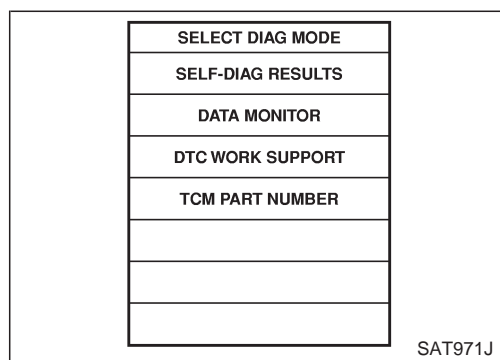 SELECT DIAG MODE
SELF-DIAG RESULTS
DATA MONITOR
DTC WORK SUPPORT
TCM PART NUMBER
SAT971J